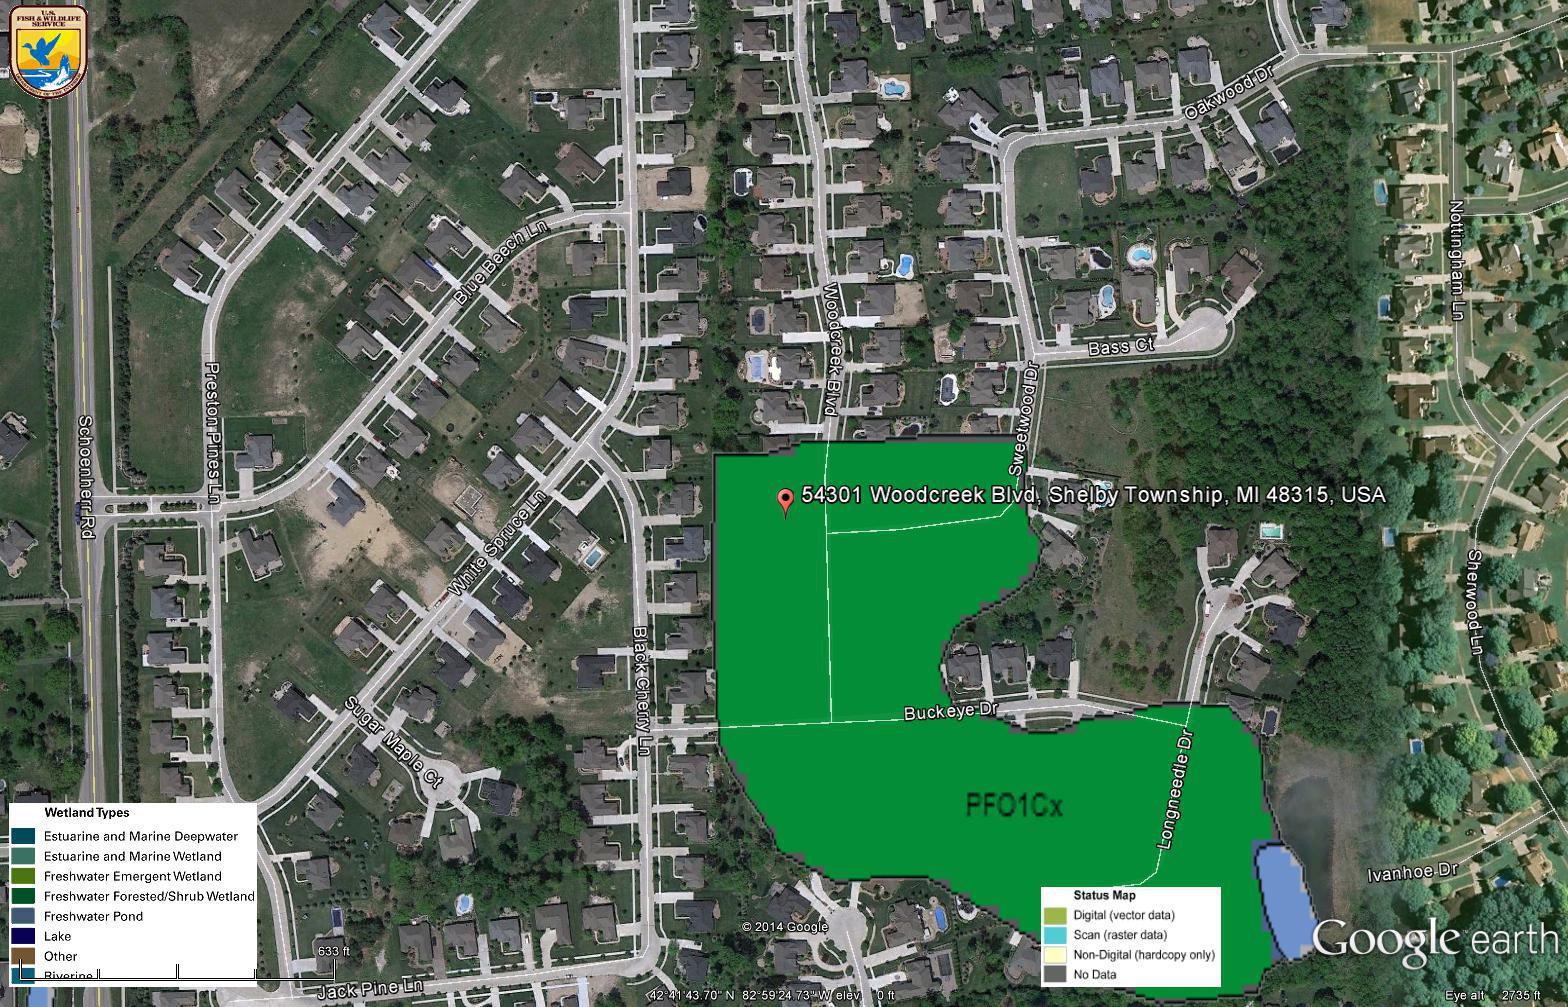 U.S.
FISH & WILDLIFE
SERVICE
Oakwood Dr
Nottingham Ln
Blue Beech Ln
Woodcreek Blvd
Bass Ct
Preston Pines Ln
Sweetwood Dr
Schoenherr Rd
54301 Woodcreek Blvd, Shelby Township, MI 48315, USA
White Spruce Ln
Sherwood Ln
Black Cherry Ln
Sugar Maple Ct
Buckeye Dr
Longneedle Dr
PFO1Cx
Ivanhoe Dr
Wetland Types
Estuarine and Marine Deepwater
Estuarine and Marine Wetland
Freshwater Emergent Wetland
Freshwater Forested/Shrub Wetland
Freshwater Pond
Lake
Other
Riverine
633 ft
Jack Pine Ln
© 2014 Google
Status Map
Digital (vector data)
Scan (raster data)
Non-Digital (hardcopy only)
No Data
Google earth
42°41'43.70" N 82°59'24.73" W elev 0 ft
Eye alt 2735 ft